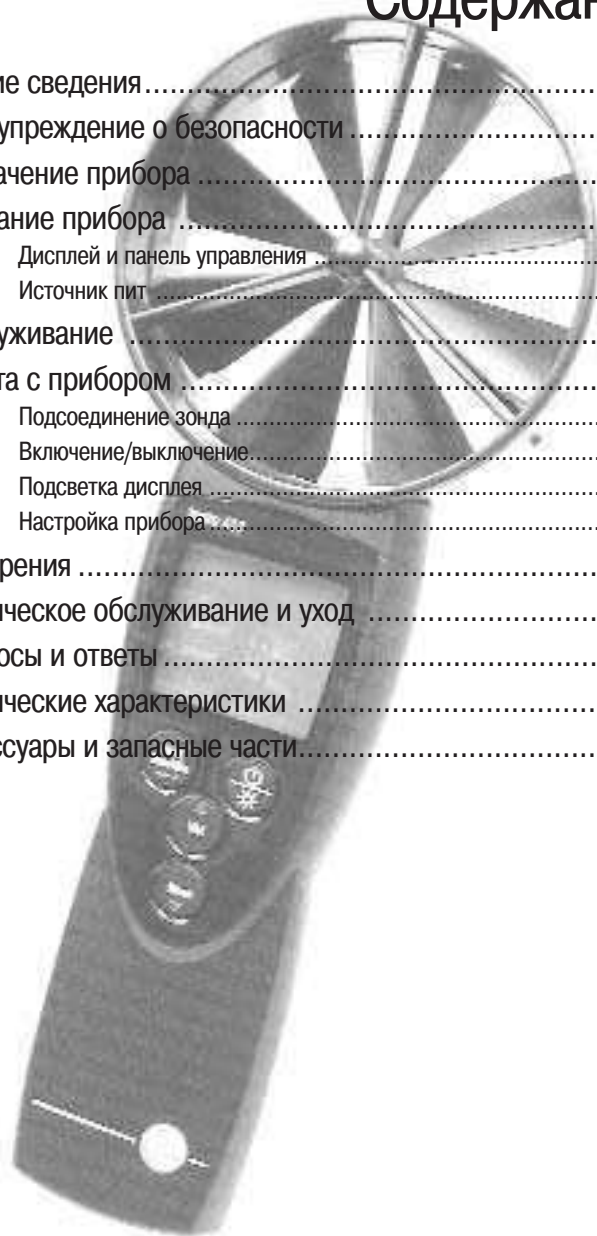 Содержан
ие сведения
упреждение о безопасности
ачение прибора
ание прибора
Дисплей и панель управления
Источник пит
уживание
та с прибором
Подсоединение зонда
Включение/выключение
Подсветка дисплея
Настройка прибора
рения
ическое обслуживание и уход
осы и ответы
ические характеристики
ссуары и запасные части